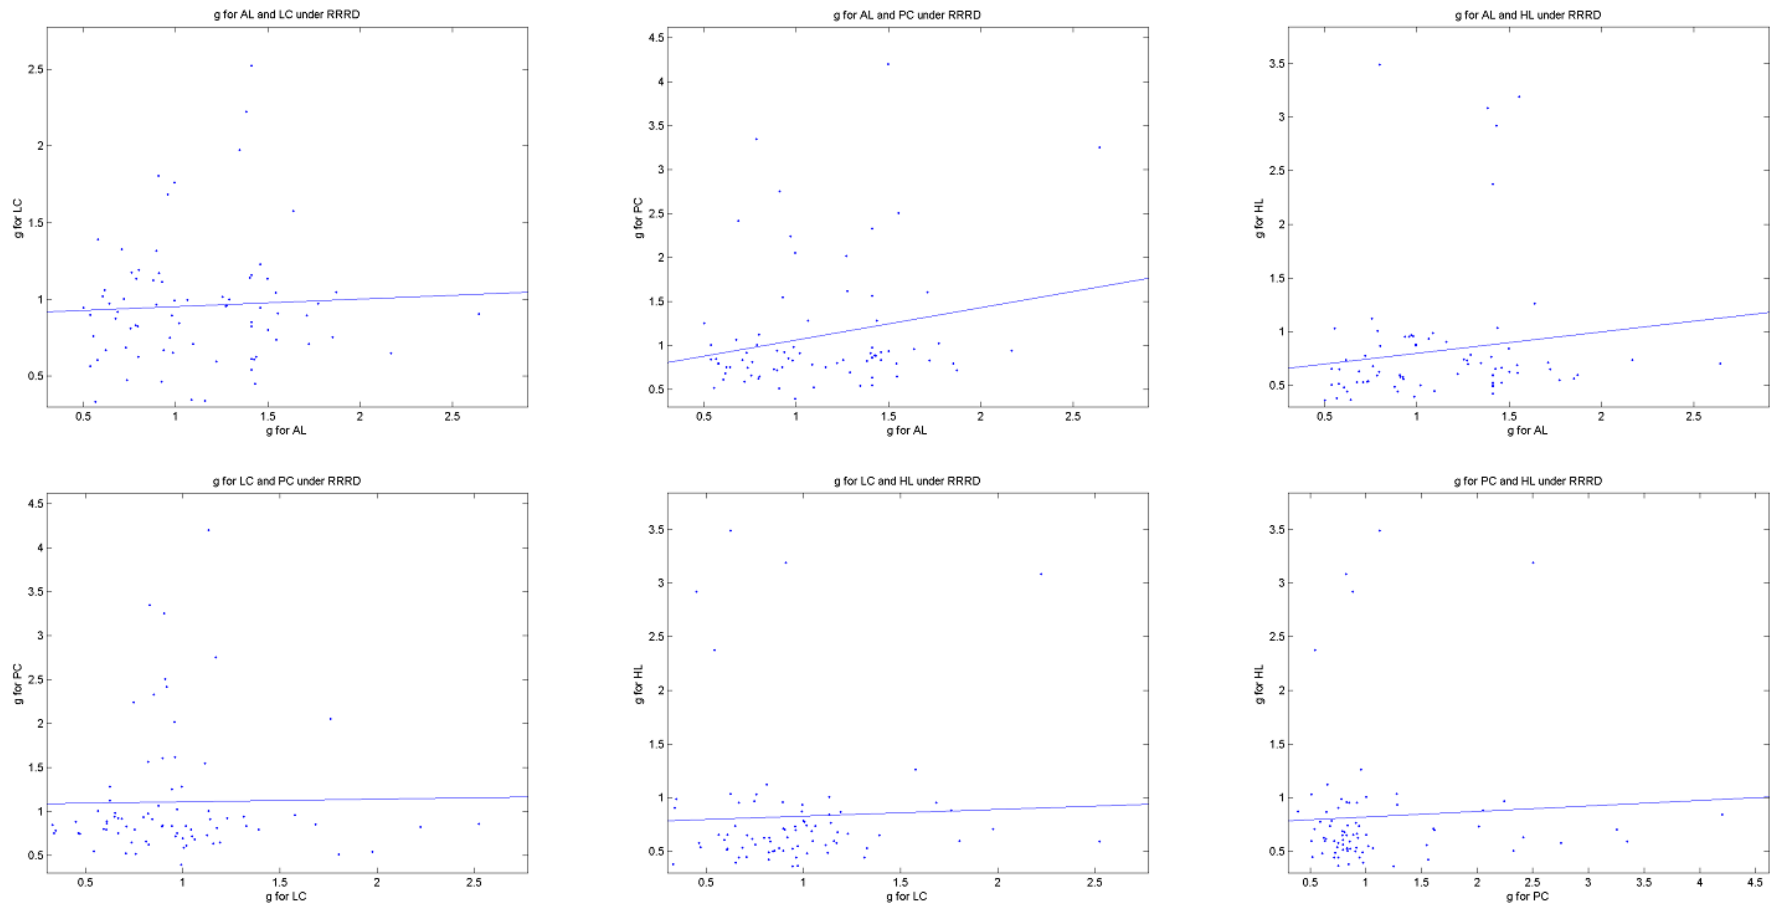 g for AL and LC under RRRD
2.5
2
1.5
1
0.5
g for LC
0.5 1 1.5 2 2.5
g for AL
g for AL and PC under RRRD
4.5
4
3.5
3
2.5
2
1.5
1
0.5
g for PC
0.5 1 1.5 2 2.5
g for AL
g for AL and HL under RRRD
3.5
3
2.5
2
1.5
1
0.5
g for HL
0.5 1 1.5 2 2.5
g for AL
g for LC and PC under RRRD
4.5
4
3.5
3
2.5
2
1.5
1
0.5
g for PC
0.5 1 1.5 2 2.5
g for LC
g for LC and HL under RRRD
3.5
3
2.5
2
1.5
1
0.5
g for HL
0.5 1 1.5 2 2.5
g for LC
g for PC and HL under RRRD
3.5
3
2.5
2
1.5
1
0.5
g for HL
0.5 1 1.5 2 2.5 3 3.5 4 4.5
g for PC